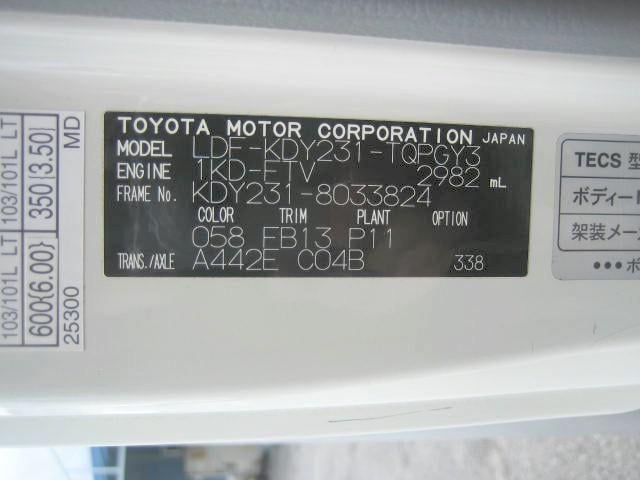 TOYOTA MOTOR CORPORATION JAPAN
MODEL LDF-KDY231-TQPGY3
ENGINE 1KD-FTV 2982 mL
FRAME No. KDY231-8033824
COLOR TRIM PLANT OPTION
058 FB13 P11
TRANS./AXLE A442E C04B 338
103/101L LT 103/101L LT
600{6.00} 350{3.50}
25300 MD
TECS 型
ボディー
架装メー
●●●ボ